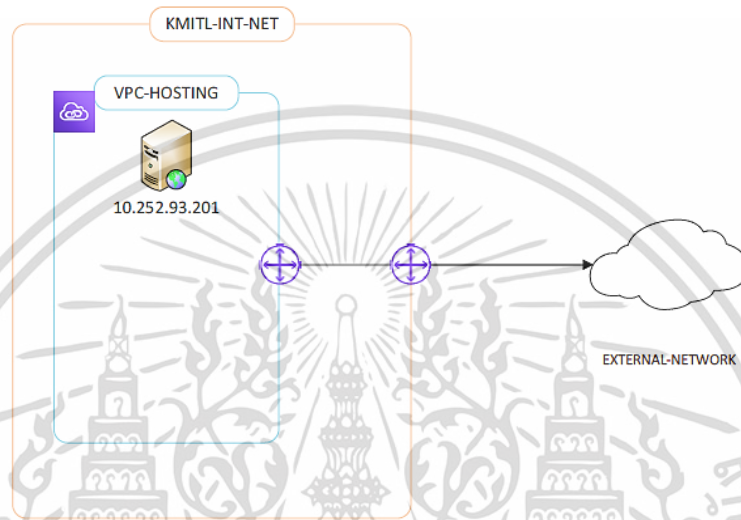 KMITL-INT-NET
VPC-HOSTING
10.252.93.201
EXTERNAL-NETWORK